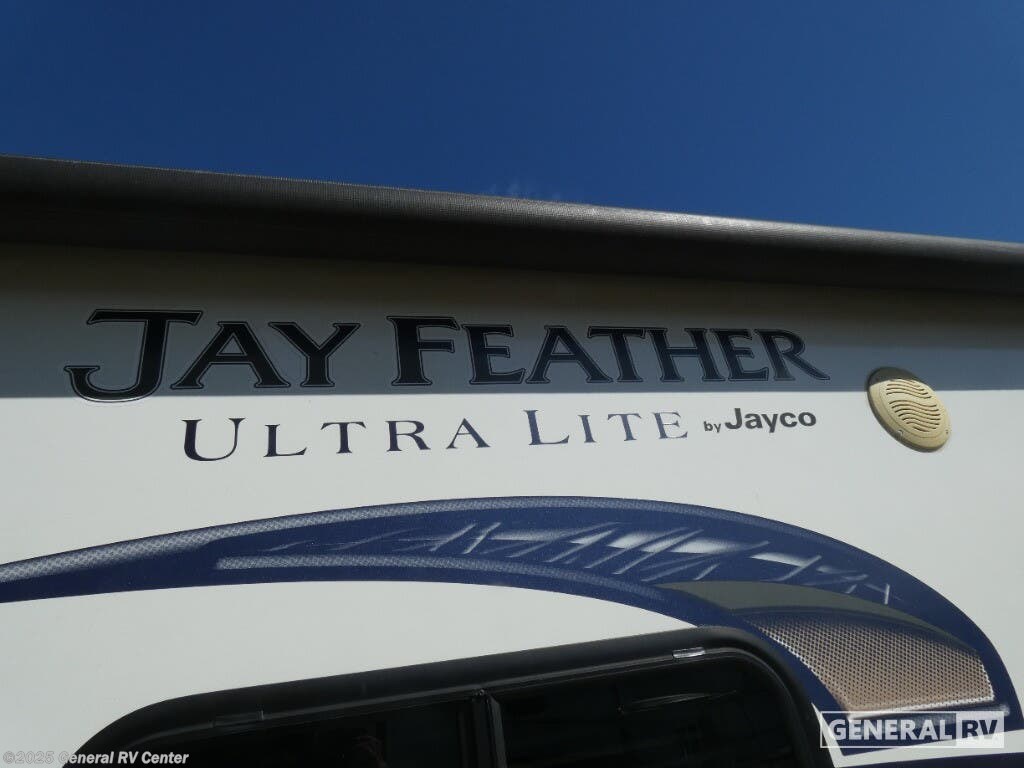 JAY FEATHER
ULTRA LITE by Jayco
GENERAL RV
©2025 General RV Center